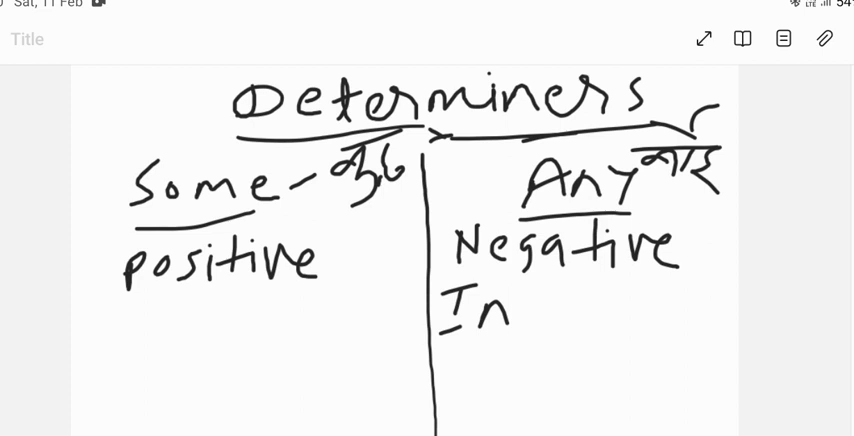 Sat, 11 Feb
Title
Determiners
Some - कुछ
Any कोई
positive
Negative
In